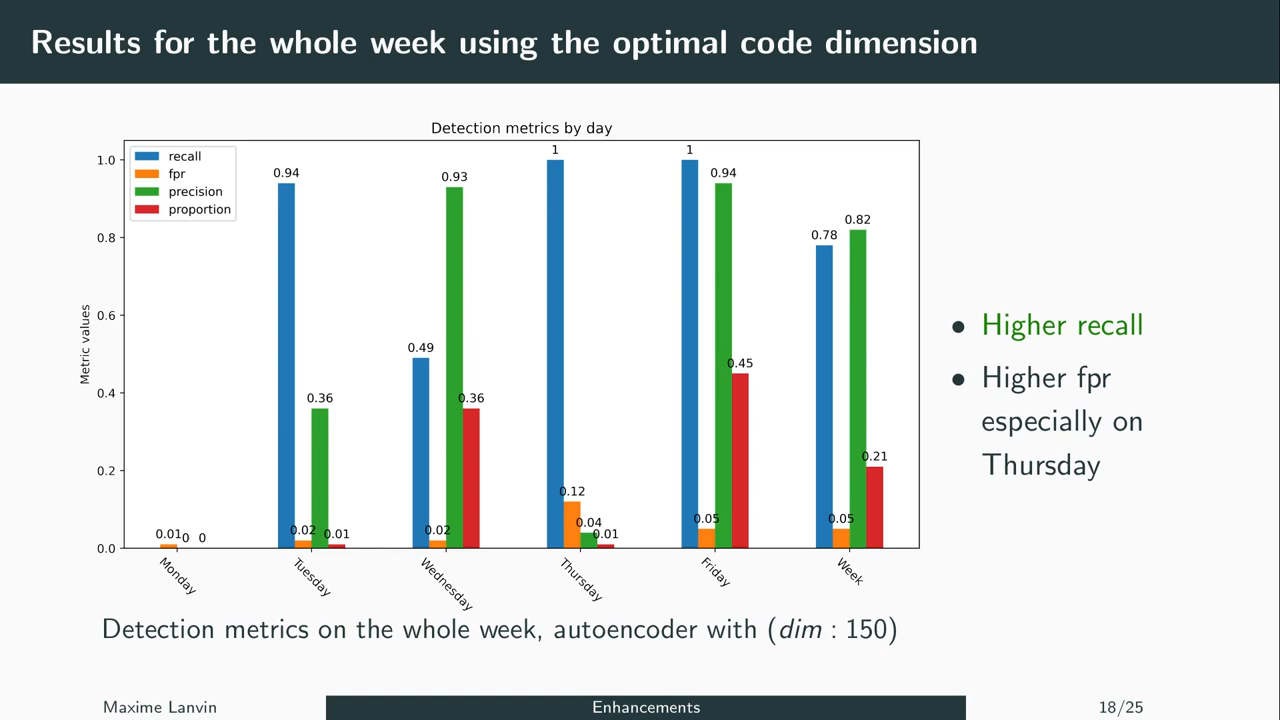 Results for the whole week using the optimal code dimension
Detection metrics by day
recall
fpr
precision
proportion
Metric values
1.0
0.8
0.6
0.4
0.2
0.0
0.01 0 0
0.94 0.02 0.36 0.01
0.49 0.02 0.93 0.36
1 0.12 0.04 0.01
1 0.05 0.94 0.45
0.78 0.05 0.82 0.21
Monday
Tuesday
Wednesday
Thursday
Friday
Week
• Higher recall
• Higher fpr
especially on
Thursday
Detection metrics on the whole week, autoencoder with (dim : 150)
Maxime Lanvin
Enhancements
18/25